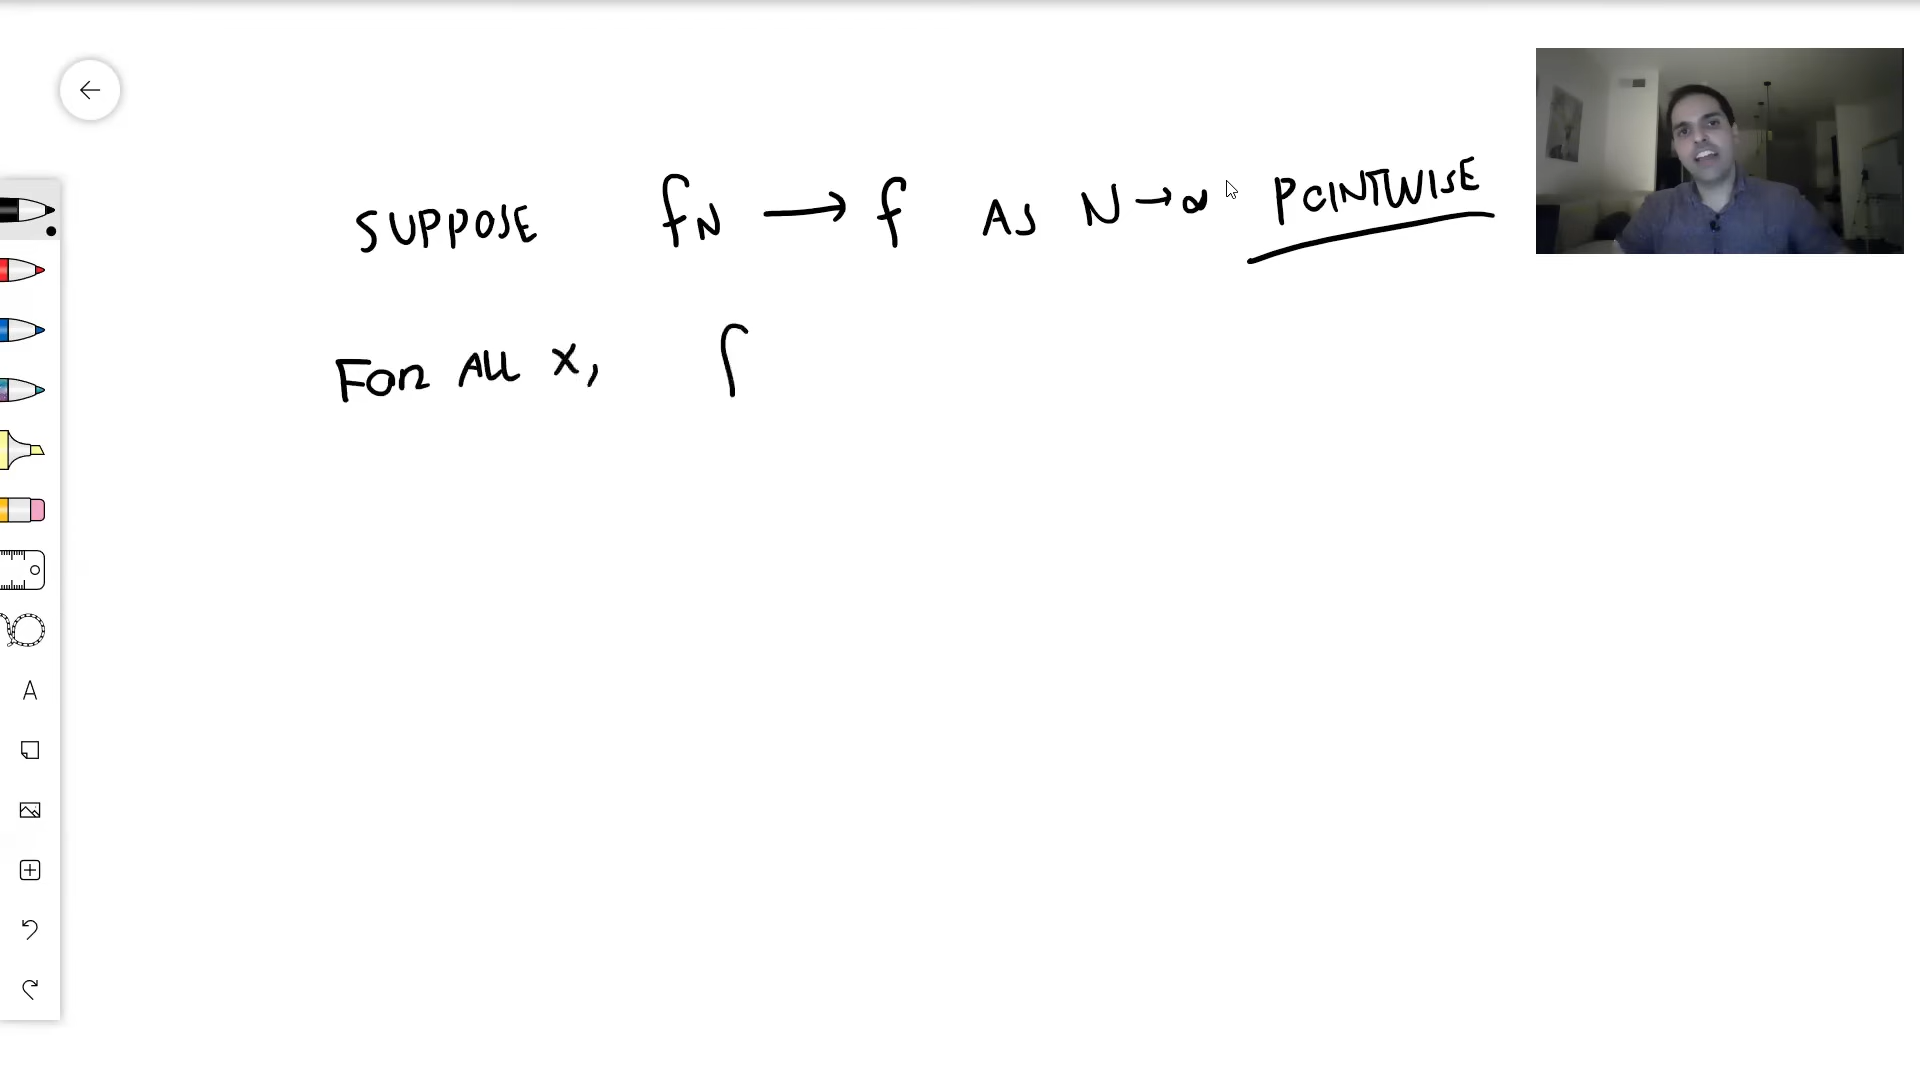 SUPPOSE fN → f AS N→∞ POINTWISE
FOR ALL x, f